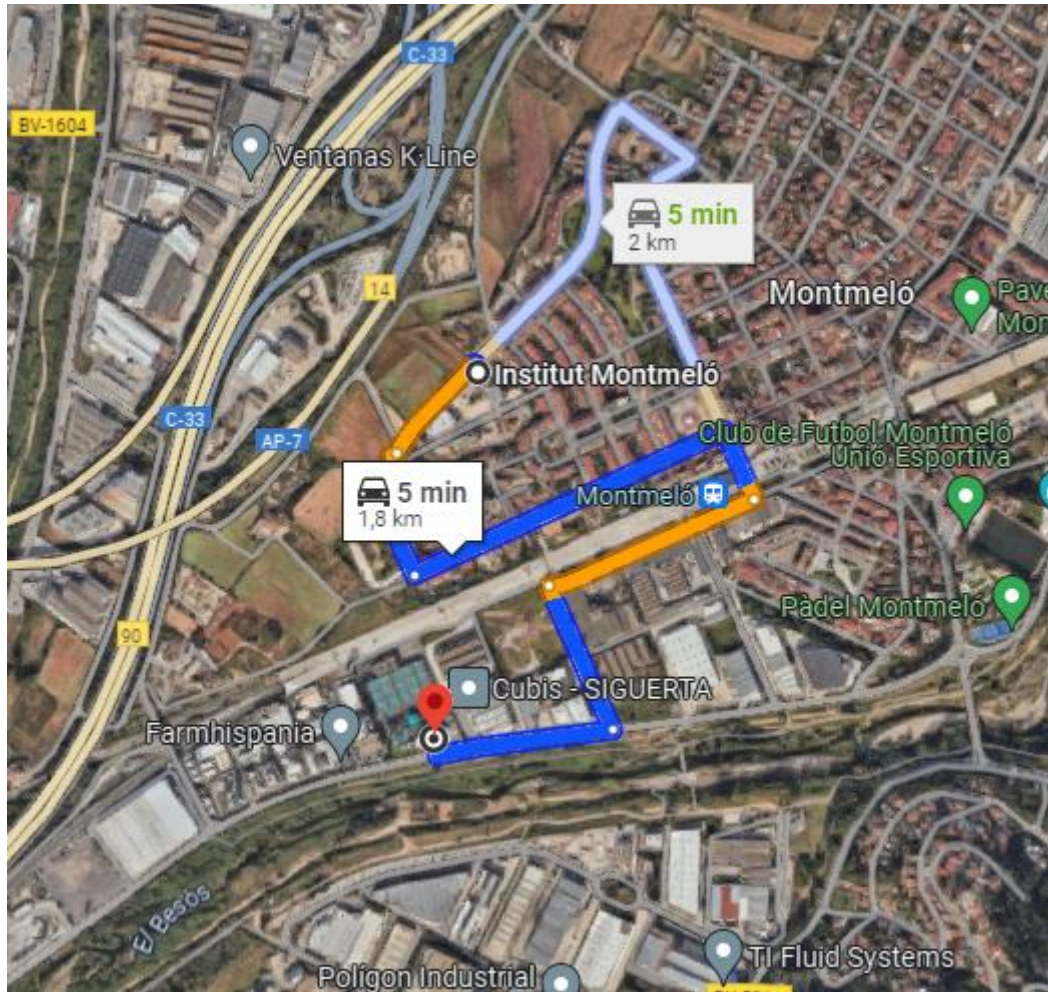 C-33
BV-1604
Ventanas K·Line
5 min
2 km
14
Montmeló
Pave
Mon
Institut Montmeló
C-33
AP-7
Club de Futbol Montmeló
Unió Esportiva
5 min
1,8 km
Montmeló
Pàdel Montmeló
90
Cubis - SIGUERTA
Farmhispania
El Besòs
TI Fluid Systems
Polígon Industrial